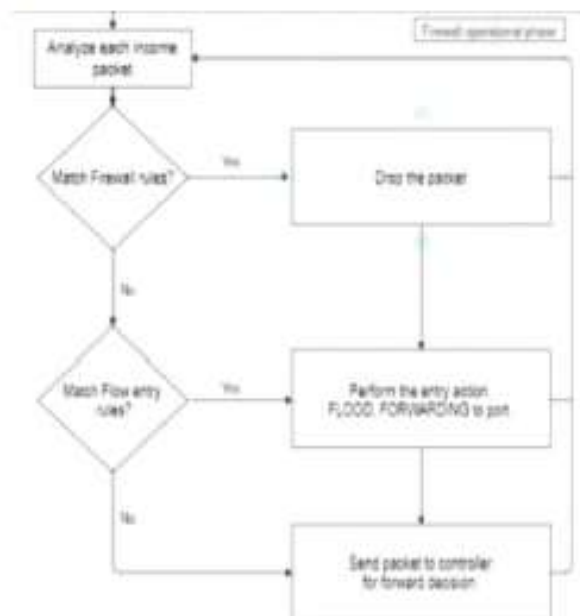 Firewall operational phase
Analyze each income
packet
Match Firewall rules?
Yes
Drop the packet
No
Match Flow entry
rules?
Yes
Perform the entry action
FLOOD, FORWARDING to port
No
Send packet to controller
for forward decision